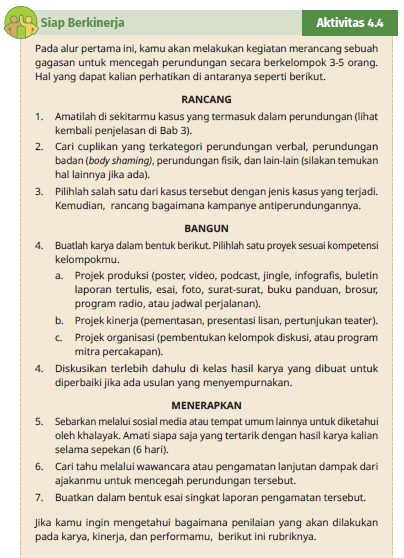 Siap Berkinerja
Aktivitas 4.4
Pada alur pertama ini, kamu akan melakukan kegiatan merancang sebuah
gagasan untuk mencegah perundungan secara berkelompok 3-5 orang.
Hal yang dapat kalian perhatikan di antaranya seperti berikut.
RANCANG
1. Amatilah di sekitarmu kasus yang termasuk dalam perundungan (lihat
kembali penjelasan di Bab 3).
2. Cari cuplikan yang terkategori perundungan verbal, perundungan
badan (body shaming), perundungan fisik, dan lain-lain (silakan temukan
hal lainnya jika ada).
3. Pilihlah salah satu dari kasus tersebut dengan jenis kasus yang terjadi.
Kemudian, rancang bagaimana kampanye antiperundungannya.
BANGUN
4. Buatlah karya dalam bentuk berikut. Pilihlah satu proyek sesuai kompetensi
kelompokmu.
a. Projek produksi (poster, video, podcast, jingle, infografis, buletin
laporan tertulis, esai, foto, surat-surat, buku panduan, brosur,
program radio, atau jadwal perjalanan).
b. Projek kinerja (pementasan, presentasi lisan, pertunjukan teater).
c. Projek organisasi (pembentukan kelompok diskusi, atau program
mitra percakapan).
4. Diskusikan terlebih dahulu di kelas hasil karya yang dibuat untuk
diperbaiki jika ada usulan yang menyempurnakan.
MENERAPKAN
5. Sebarkan melalui sosial media atau tempat umum lainnya untuk diketahui
oleh khalayak. Amati siapa saja yang tertarik dengan hasil karya kalian
selama sepekan (6 hari).
6. Cari tahu melalui wawancara atau pengamatan lanjutan dampak dari
ajakanmu untuk mencegah perundungan tersebut.
7. Buatkan dalam bentuk esai singkat laporan pengamatan tersebut.
Jika kamu ingin mengetahui bagaimana penilaian yang akan dilakukan
pada karya, kinerja, dan performamu, berikut ini rubriknya.